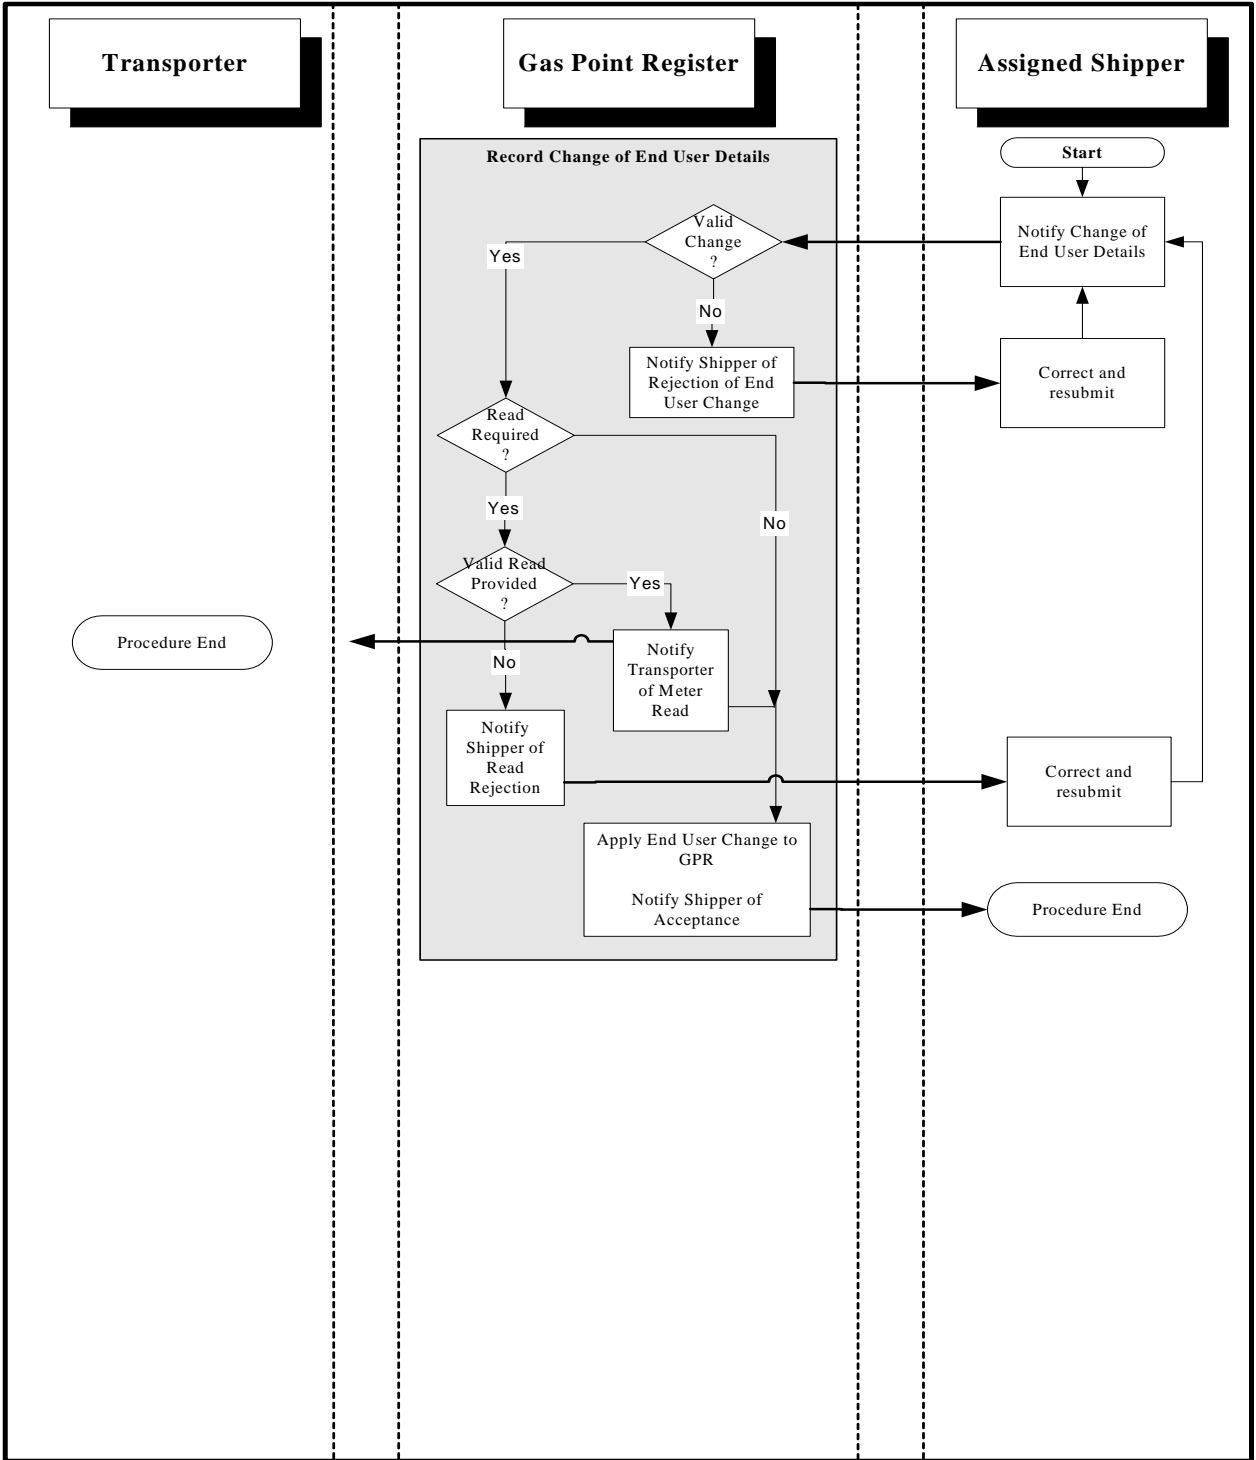 Transporter
Gas Point Register
Assigned Shipper
Record Change of End User Details
Start
Valid
Change
?
Notify Change of
End User Details
Yes
No
Notify Shipper of
Rejection of End
User Change
Correct and
resubmit
Read
Required
?
Yes
No
Valid Read
Provided
?
Yes
Procedure End
Notify
Transporter
of Meter
Read
No
Notify
Shipper of
Read
Rejection
Correct and
resubmit
Apply End User Change to
GPR
Notify Shipper of
Acceptance
Procedure End